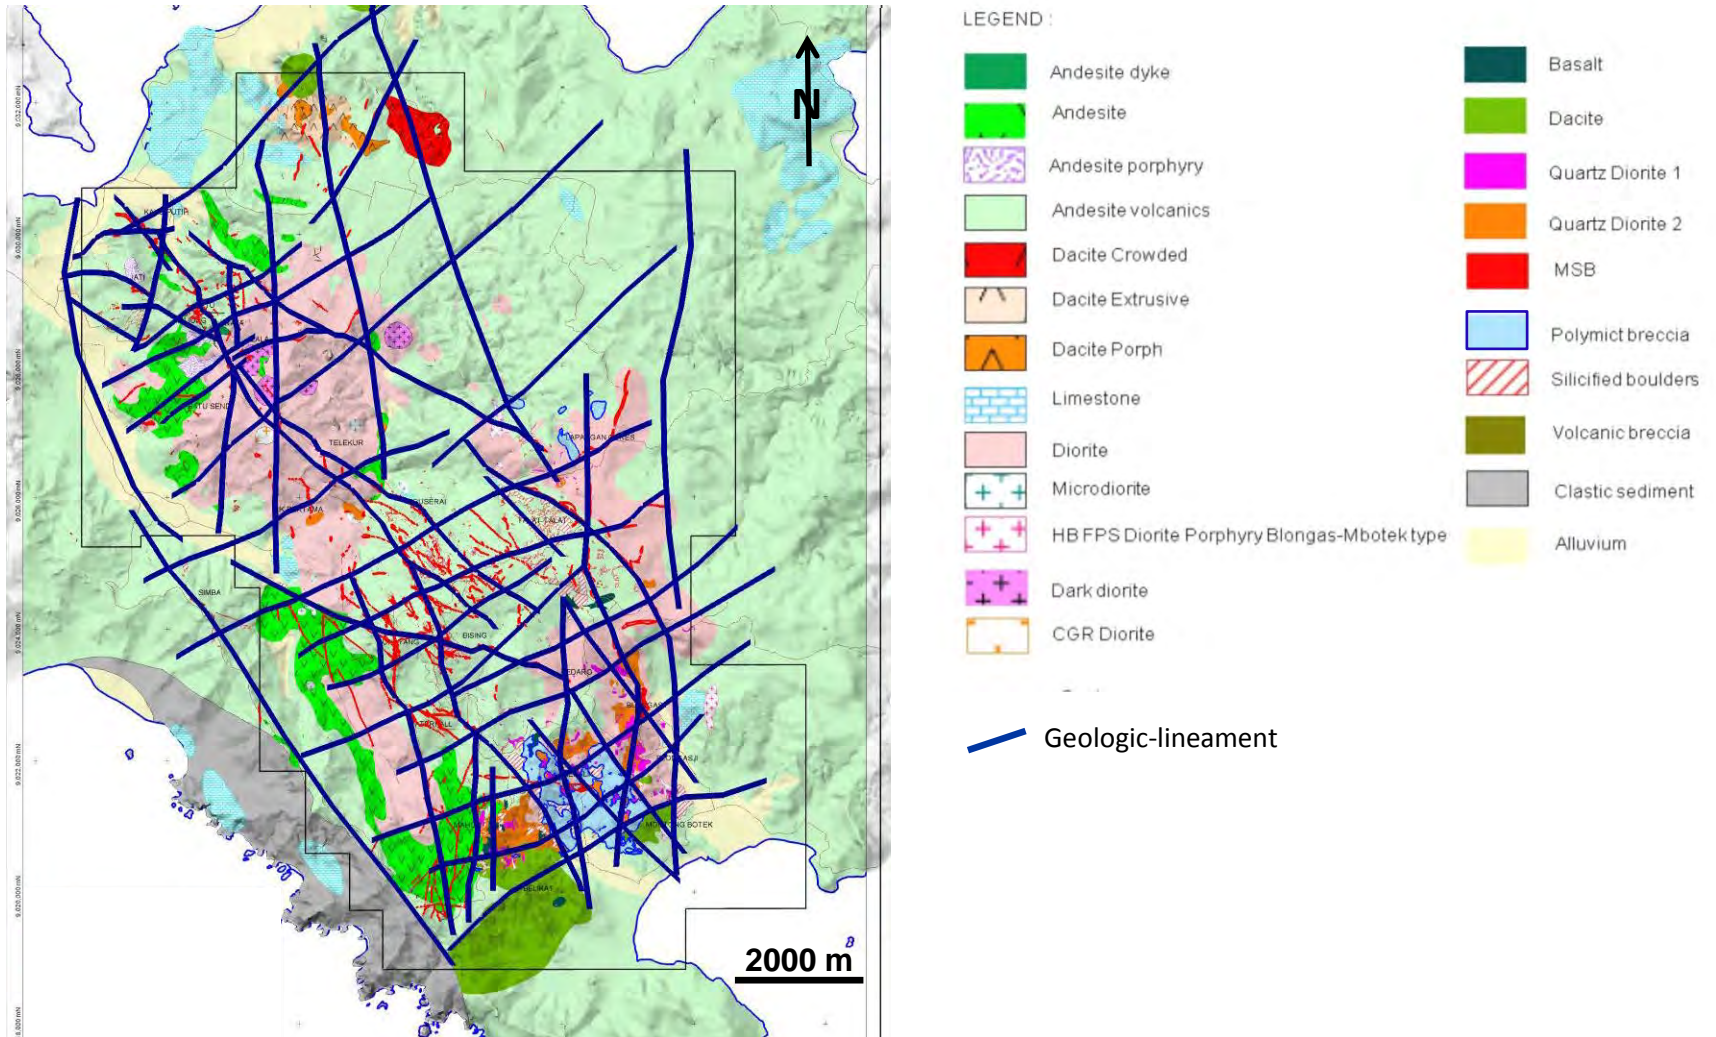 LEGEND :
Andesite dyke
Andesite
Andesite porphyry
Andesite volcanics
Dacite Crowded
Dacite Extrusive
Dacite Porph
Limestone
Diorite
Microdiorite
HB FPS Diorite Porphyry Blongas-Mbotek type
Dark diorite
CGR Diorite
Basalt
Dacite
Quartz Diorite 1
Quartz Diorite 2
MSB
Polymict breccia
Silicified boulders
Volcanic breccia
Clastic sediment
Alluvium
Geologic-lineament
N
TELEKUR
SIMBA
BISING
BELIKAT
2000 m